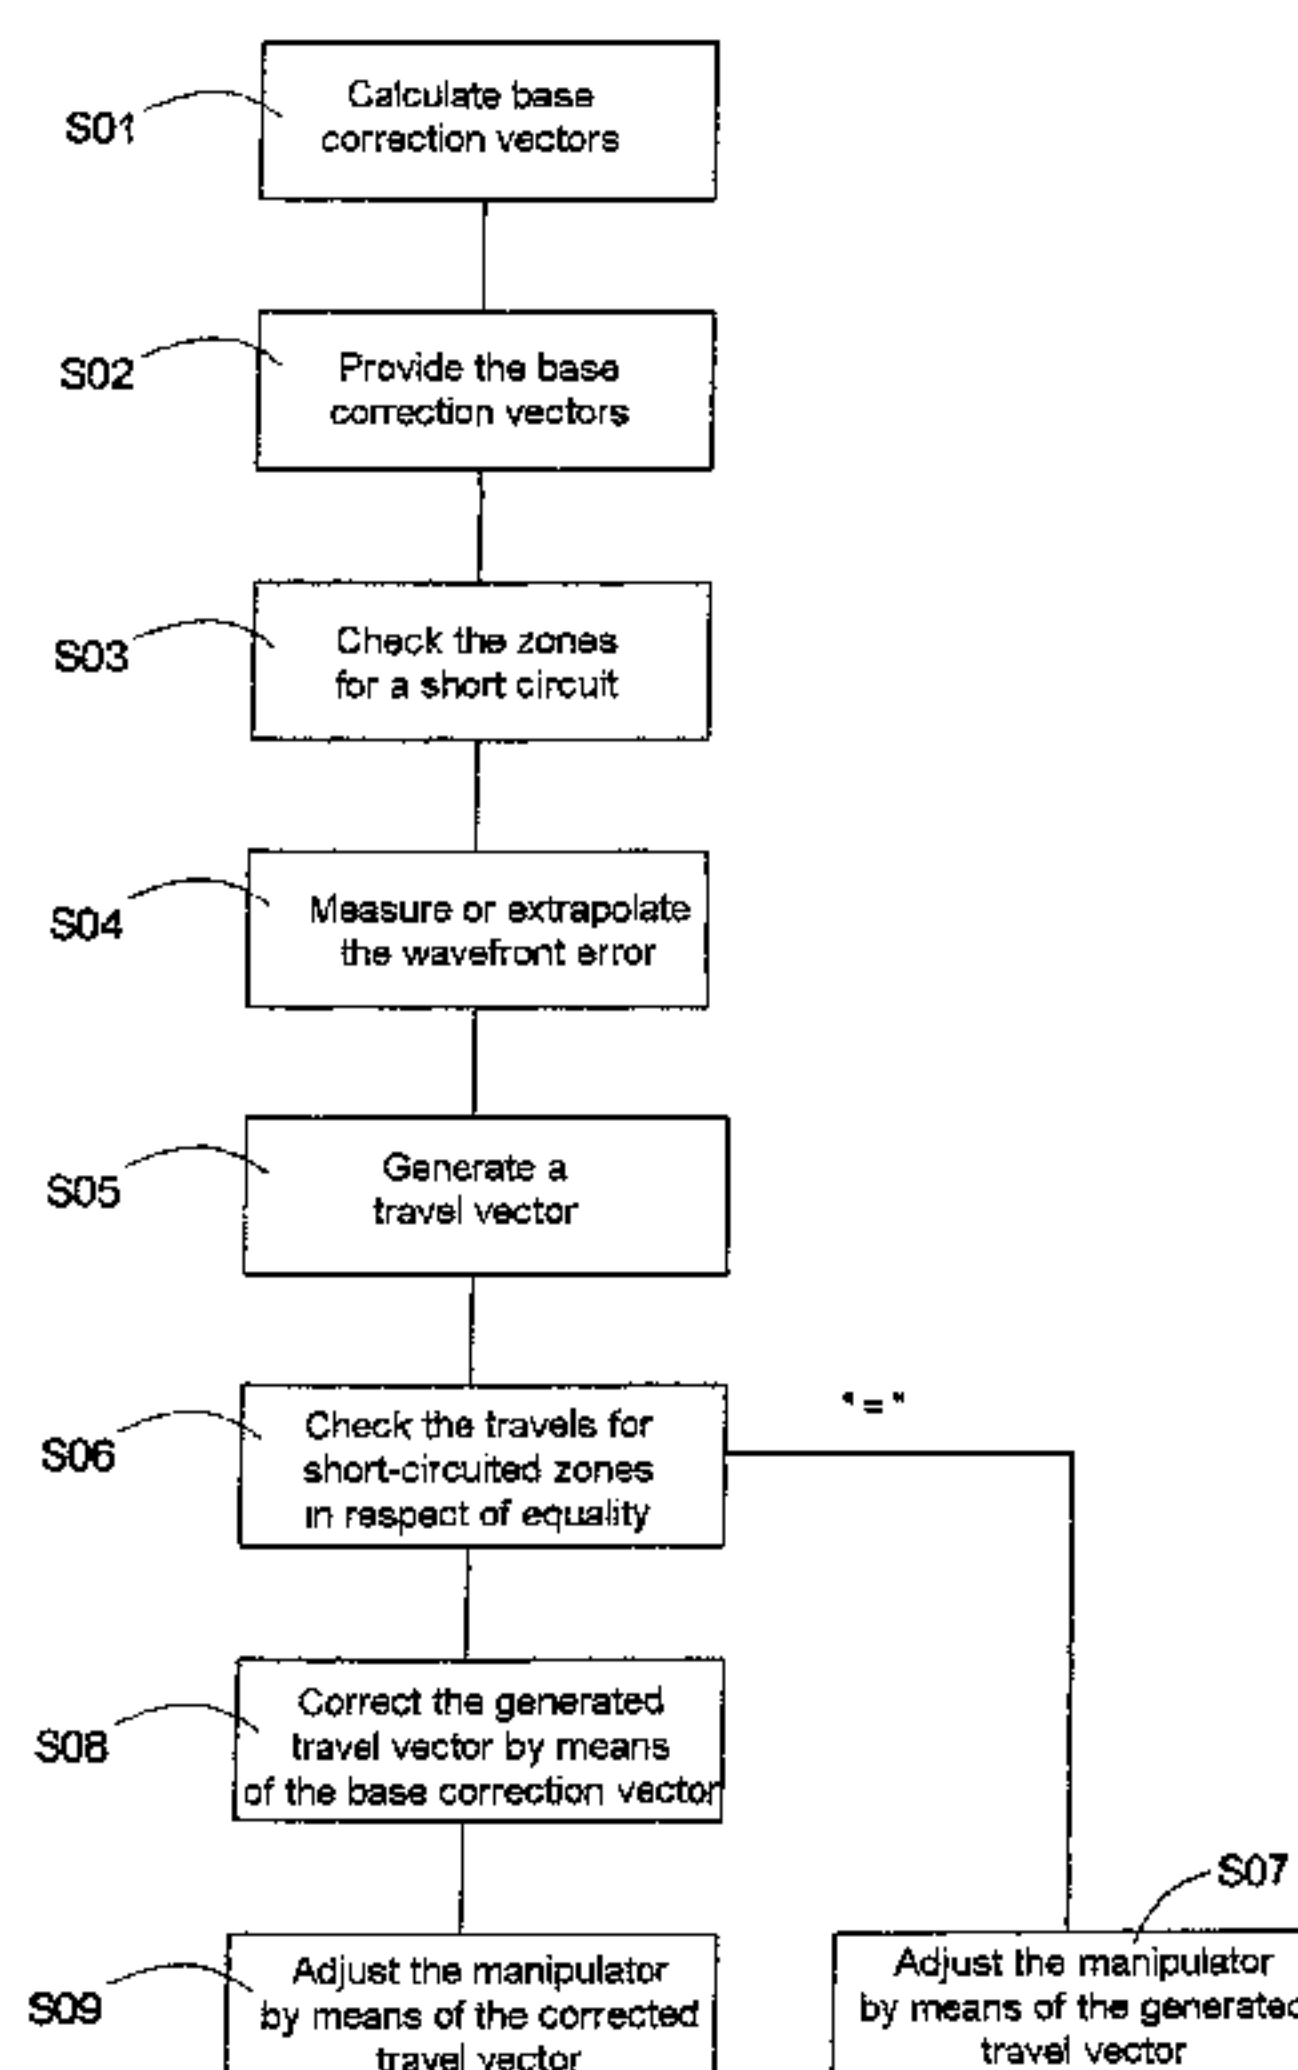 S01
Calculate base
correction vectors
S02
Provide the base
correction vectors
S03
Check the zones
for a short circuit
S04
Measure or extrapolate
the wavefront error
S05
Generate a
travel vector
S06
Check the travels for
short-circuited zones
in respect of equality
" = "
S08
Correct the generated
travel vector by means
of the base correction vector
S09
Adjust the manipulator
by means of the corrected
travel vector
S07
Adjust the manipulator
by means of the generated
travel vector